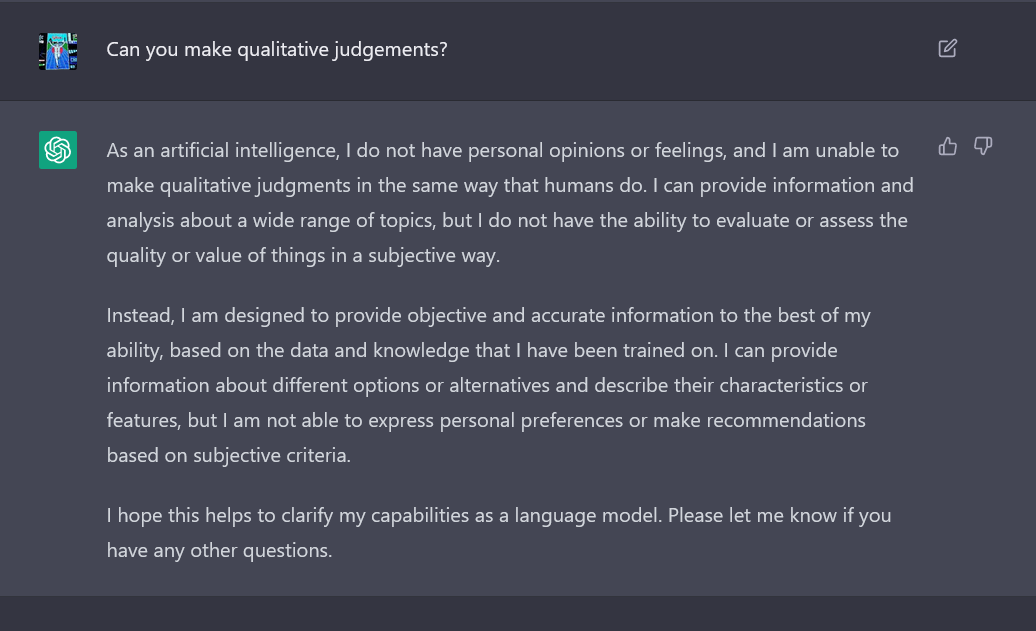 Can you make qualitative judgements?
As an artificial intelligence, I do not have personal opinions or feelings, and I am unable to
make qualitative judgments in the same way that humans do. I can provide information and
analysis about a wide range of topics, but I do not have the ability to evaluate or assess the
quality or value of things in a subjective way.
Instead, I am designed to provide objective and accurate information to the best of my
ability, based on the data and knowledge that I have been trained on. I can provide
information about different options or alternatives and describe their characteristics or
features, but I am not able to express personal preferences or make recommendations
based on subjective criteria.
I hope this helps to clarify my capabilities as a language model. Please let me know if you
have any other questions.